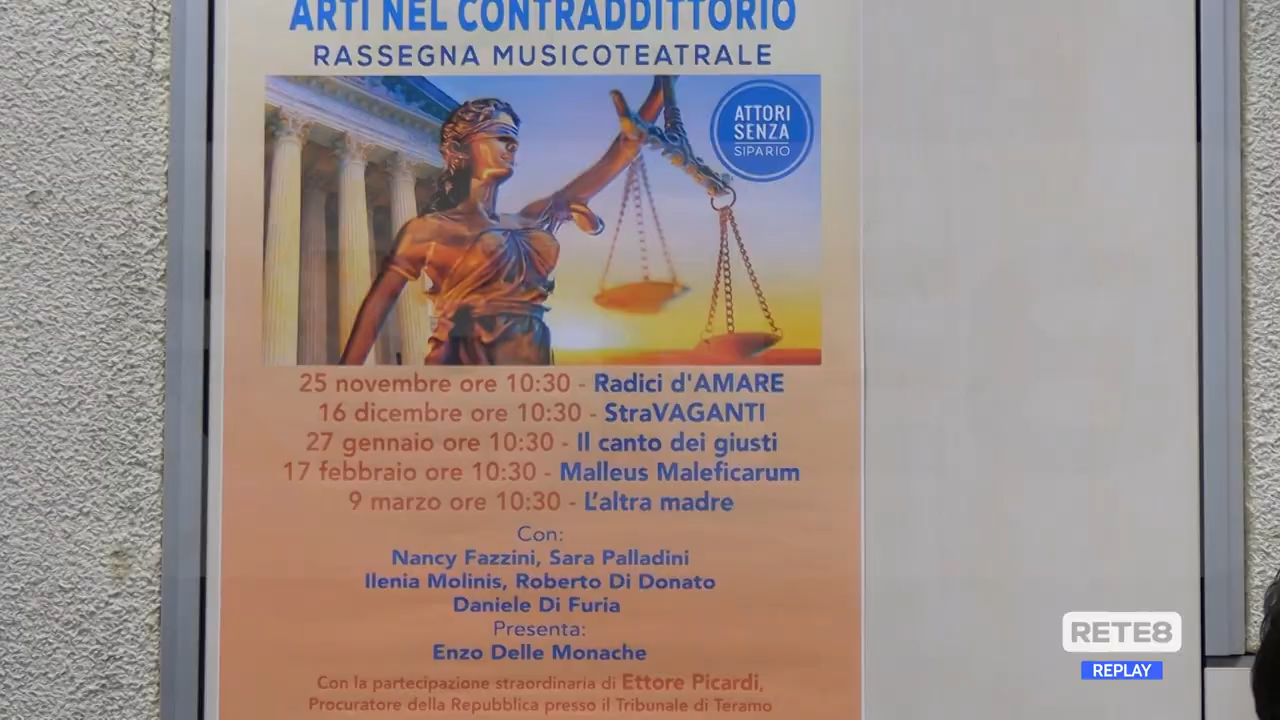 ARTI NEL CONTRADDITTORIO
RASSEGNA MUSICOTEATRALE
ATTORI
SENZA
SIPARIO
25 novembre ore 10:30 - Radici d'AMARE
16 dicembre ore 10:30 - StraVAGANTI
27 gennaio ore 10:30 - Il canto dei giusti
17 febbraio ore 10:30 - Malleus Maleficarum
9 marzo ore 10:30 - L'altra madre
Con:
Nancy Fazzini, Sara Palladini
Ilenia Molinis, Roberto Di Donato
Daniele Di Furia
Presenta:
Enzo Delle Monache
Con la partecipazione straordinaria di Ettore Picardi,
Procuratore della Repubblica presso il Tribunale di Teramo
RETE8
REPLAY